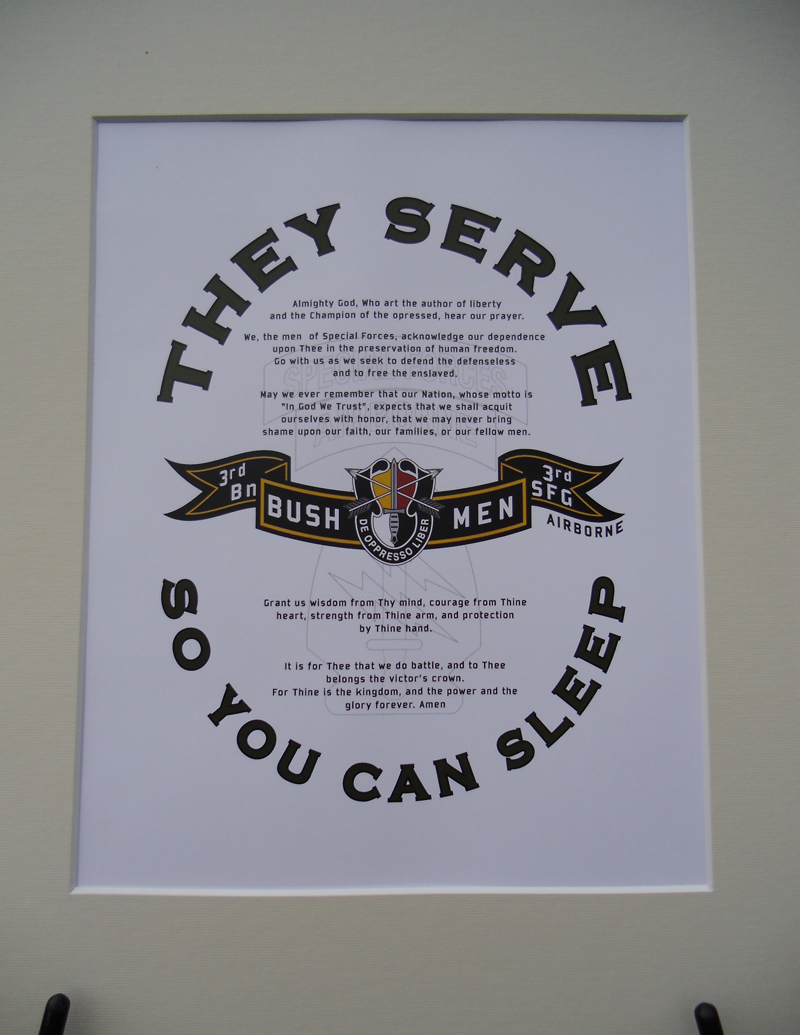 THEY SERVE
Almighty God, Who art the author of liberty
and the Champion of the opressed, hear our prayer.
We, the men of Special Forces, acknowledge our dependence
upon Thee in the preservation of human freedom.
Go with us as we seek to defend the defenseless
and to free the enslaved.
SPECIAL FORCES
May we ever remember that our Nation, whose motto is
"In God We Trust", expects that we shall acquit
ourselves with honor, that we may never bring
AIRBORNE
shame upon our faith, our families, or our fellow men.
3rd
Bn
BUSH MEN
3rd
SFG
AIRBORNE
DE OPPRESSO LIBER
Grant us wisdom from Thy mind, courage from Thine
heart, strength from Thine arm, and protection
by Thine hand.
It is for Thee that we do battle, and to Thee
belongs the victor's crown.
For Thine is the kingdom, and the power and the
glory forever. Amen
SO YOU CAN SLEEP